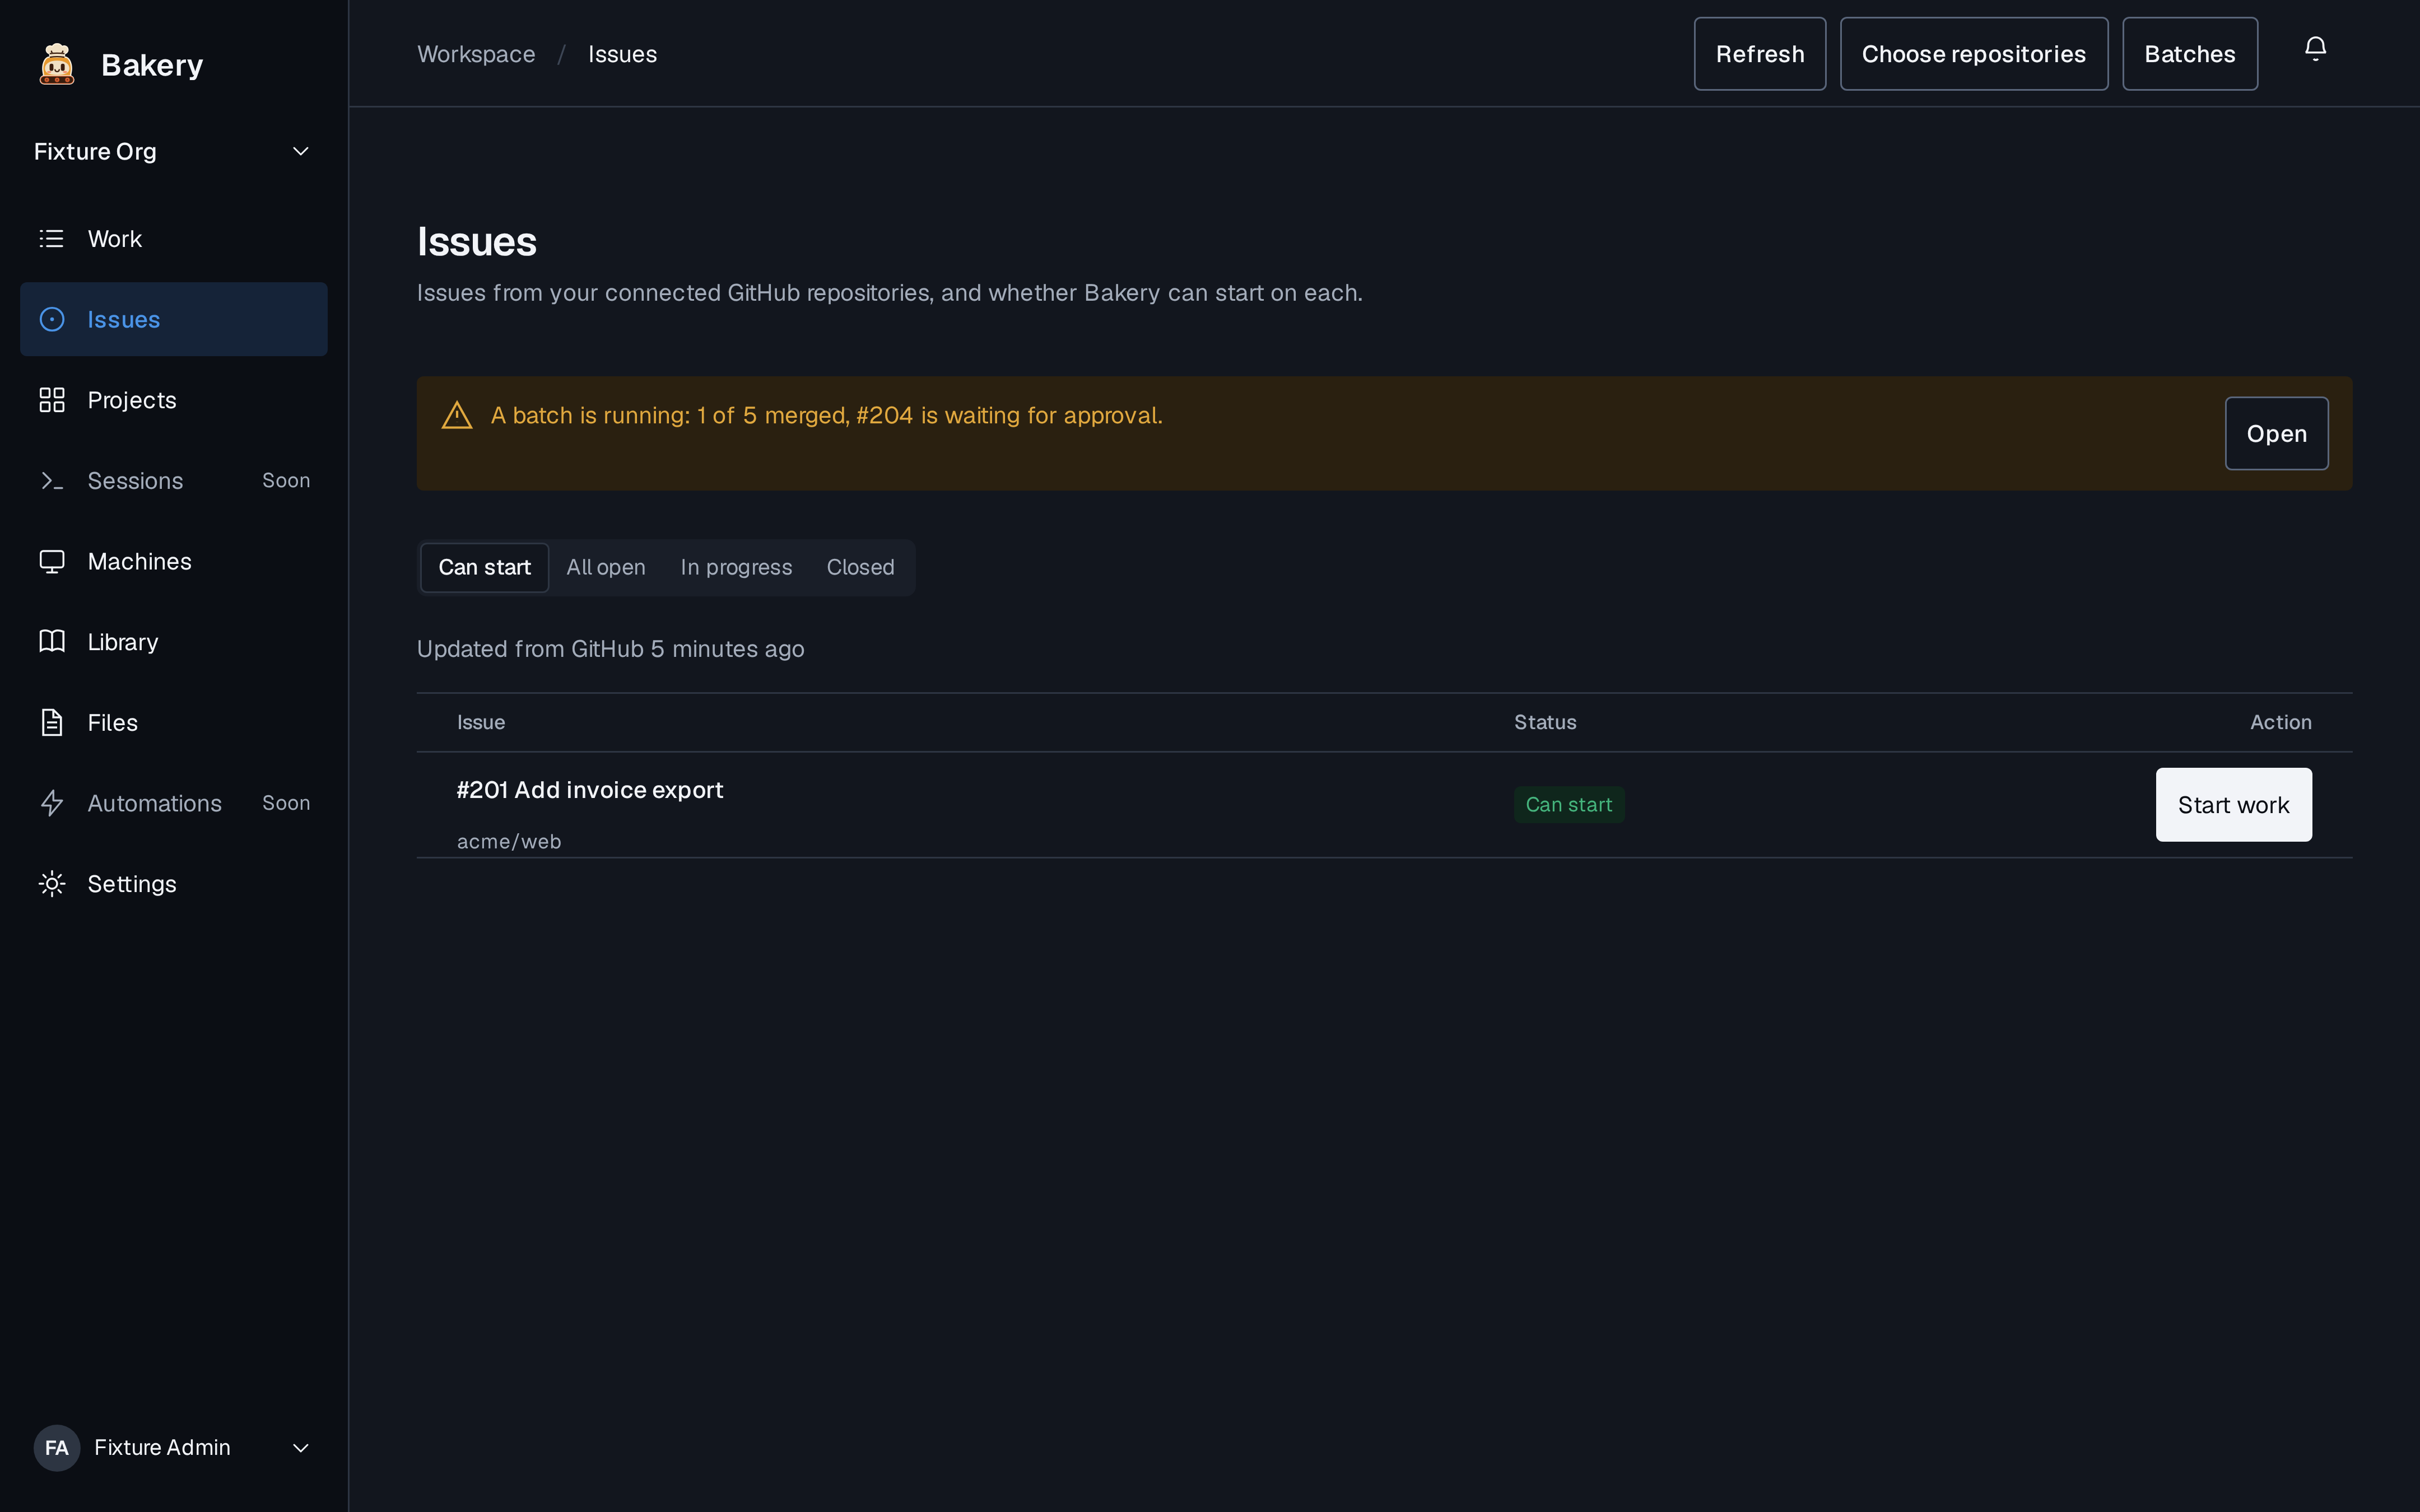 Bakery
Fixture Org
Work
Issues
Projects
Sessions Soon
Machines
Library
Files
Automations Soon
Settings
FA Fixture Admin
Workspace / Issues
Refresh
Choose repositories
Batches
Issues
Issues from your connected GitHub repositories, and whether Bakery can start on each.
A batch is running: 1 of 5 merged, #204 is waiting for approval.
Open
Can start All open In progress Closed
Updated from GitHub 5 minutes ago
Issue Status Action
#201 Add invoice export
acme/web
Can start
Start work